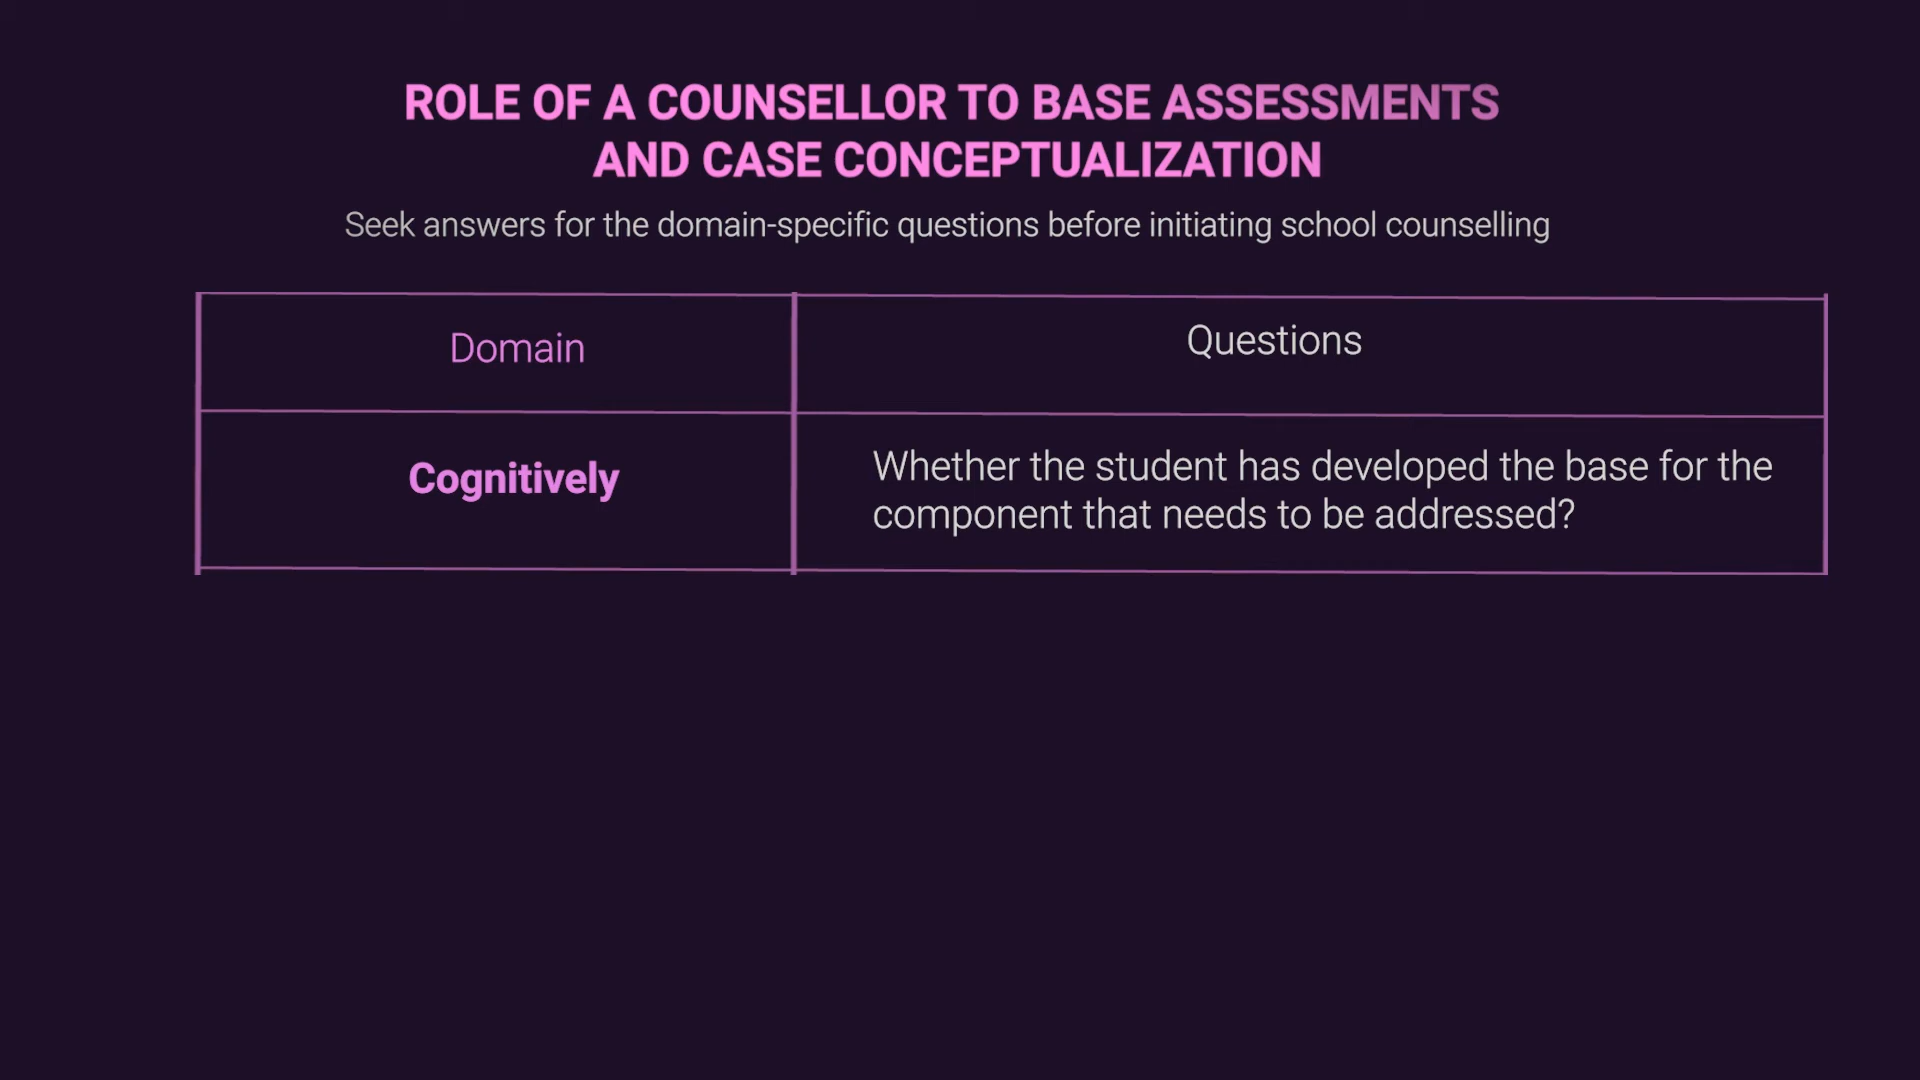 ROLE OF A COUNSELLOR TO BASE ASSESSMENTS
AND CASE CONCEPTUALIZATION
Seek answers for the domain-specific questions before initiating school counselling
Domain
Questions
Cognitively
Whether the student has developed the base for the
component that needs to be addressed?